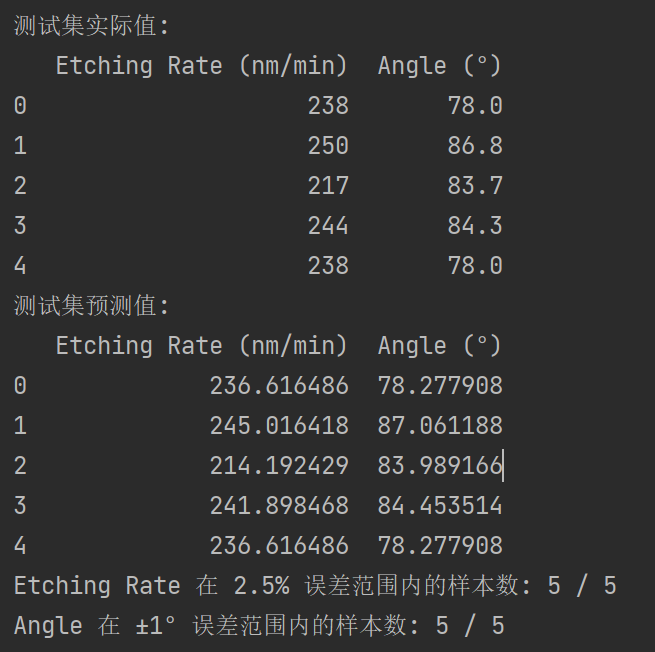 测试集实际值:
Etching Rate (nm/min) Angle (°)
0 238 78.0
1 250 86.8
2 217 83.7
3 244 84.3
4 238 78.0
测试集预测值:
Etching Rate (nm/min) Angle (°)
0 236.616486 78.277908
1 245.016418 87.061188
2 214.192429 83.989166
3 241.898468 84.453514
4 236.616486 78.277908
Etching Rate 在 2.5% 误差范围内的样本数: 5 / 5
Angle 在 ±1° 误差范围内的样本数: 5 / 5